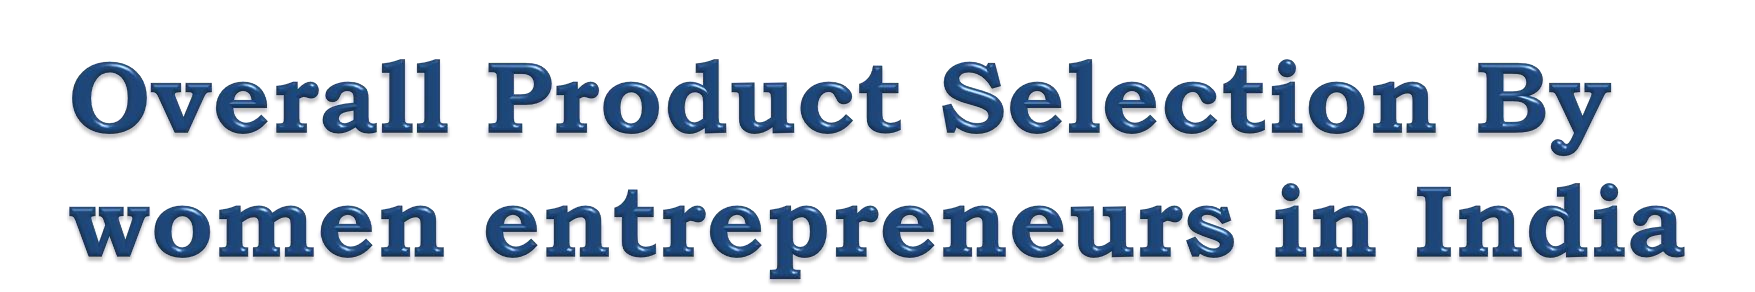 Overall Product Selection By
women entrepreneurs in India